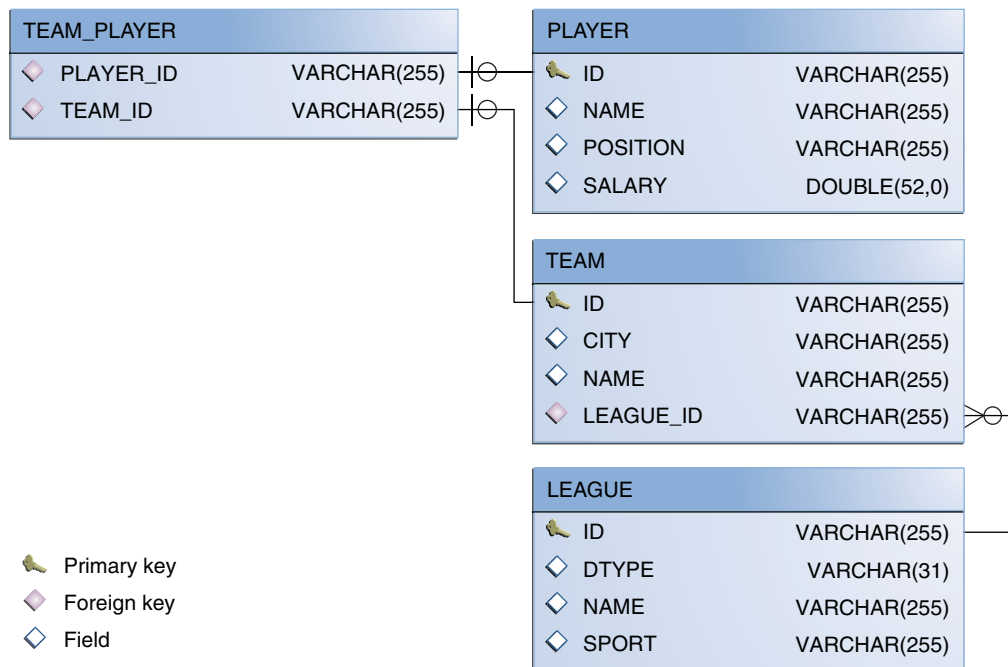 TEAM_PLAYER
PLAYER_ID VARCHAR(255)
TEAM_ID VARCHAR(255)
PLAYER
ID VARCHAR(255)
NAME VARCHAR(255)
POSITION VARCHAR(255)
SALARY DOUBLE(52,0)
TEAM
ID VARCHAR(255)
CITY VARCHAR(255)
NAME VARCHAR(255)
LEAGUE_ID VARCHAR(255)
LEAGUE
ID VARCHAR(255)
DTYPE VARCHAR(31)
NAME VARCHAR(255)
SPORT VARCHAR(255)
Primary key
Foreign key
Field